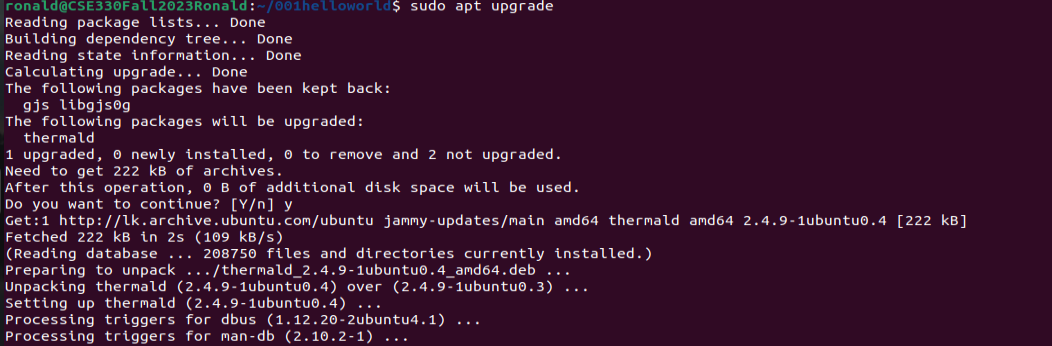 ronald@CSE330Fall2023Ronald:~/001helloworld$ sudo apt upgrade
Reading package lists... Done
Building dependency tree... Done
Reading state information... Done
Calculating upgrade... Done
The following packages have been kept back:
  gjs libgjs0g
The following packages will be upgraded:
  thermald
1 upgraded, 0 newly installed, 0 to remove and 2 not upgraded.
Need to get 222 kB of archives.
After this operation, 0 B of additional disk space will be used.
Do you want to continue? [Y/n] y
Get:1 http://lk.archive.ubuntu.com/ubuntu jammy-updates/main amd64 thermald amd64 2.4.9-1ubuntu0.4 [222 kB]
Fetched 222 kB in 2s (109 kB/s)
(Reading database ... 208750 files and directories currently installed.)
Preparing to unpack .../thermald_2.4.9-1ubuntu0.4_amd64.deb ...
Unpacking thermald (2.4.9-1ubuntu0.4) over (2.4.9-1ubuntu0.3) ...
Setting up thermald (2.4.9-1ubuntu0.4) ...
Processing triggers for dbus (1.12.20-2ubuntu4.1) ...
Processing triggers for man-db (2.10.2-1) ...